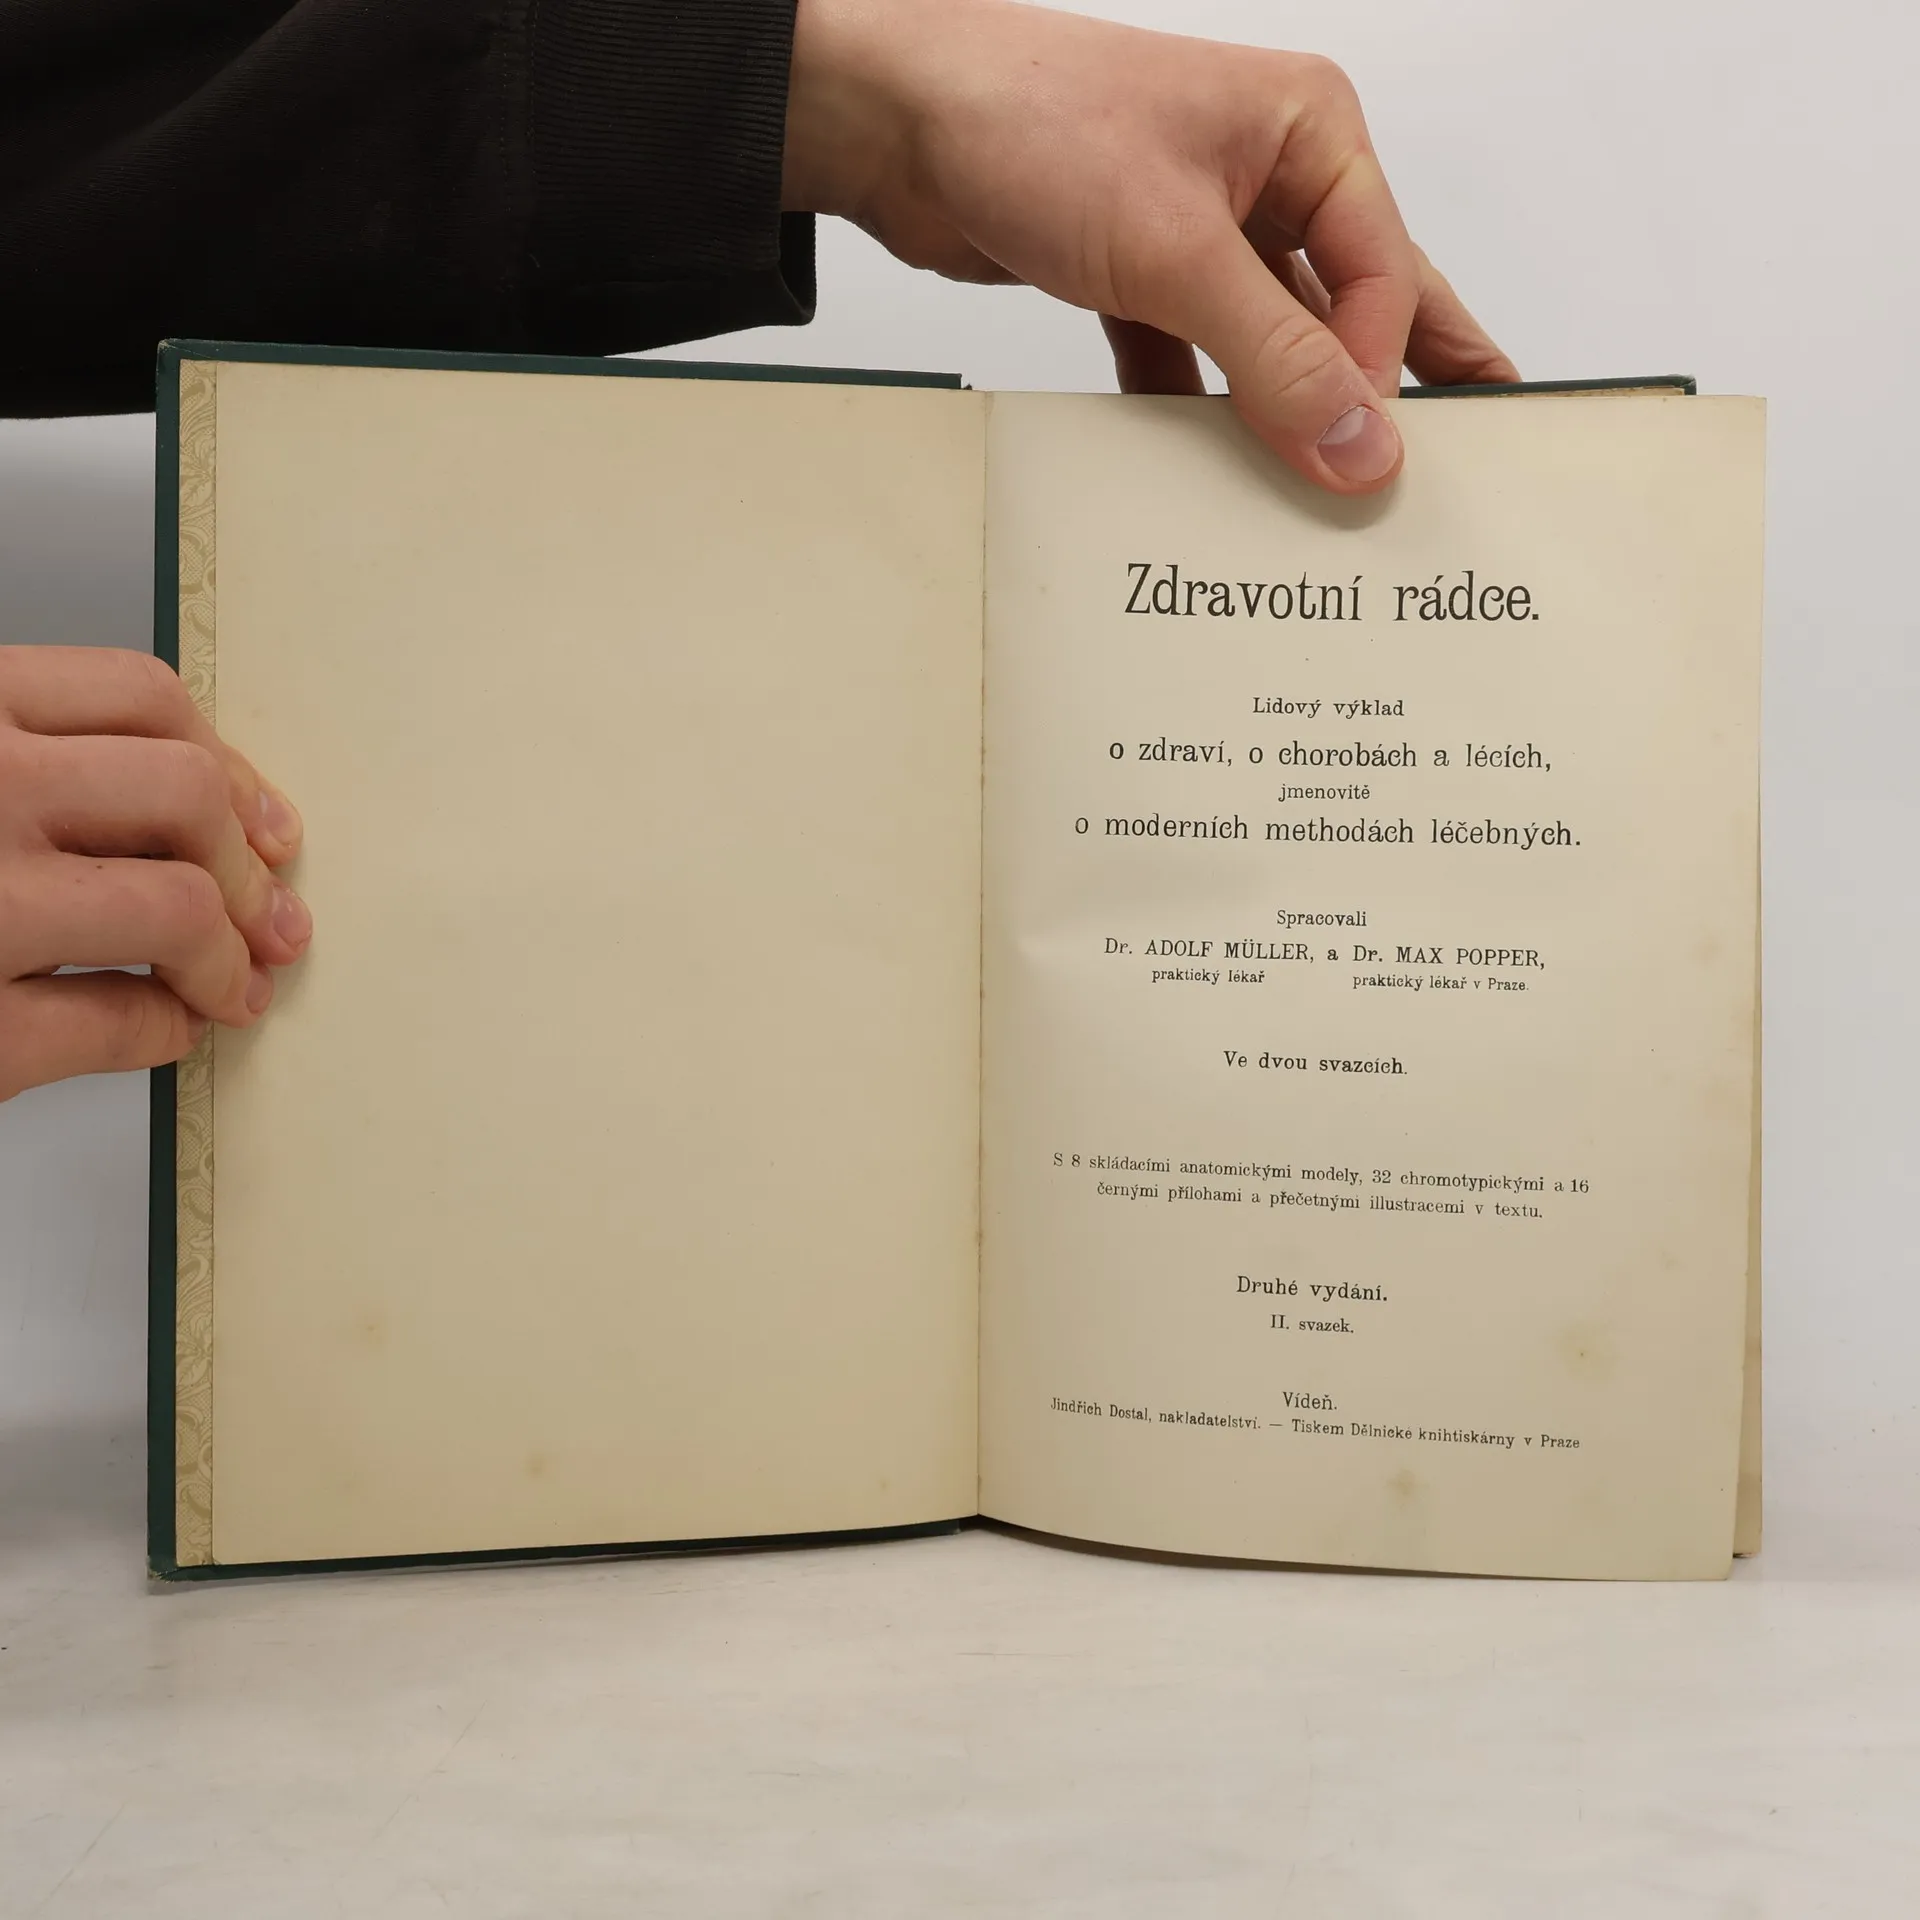 Zdravotní rádce.
Lidový výklad
o zdraví, o chorobách a lécích,
jmenovitě
o moderních methodách léčebných.
Spracovali
Dr. ADOLF MÜLLER, a Dr. MAX POPPER,
praktický lékař praktický lékař v Praze.
Ve dvou svazcích.
S 8 skládacími anatomickými modely, 32 chromotypickými a 16
černými přílohami a přečetnými illustracemi v textu.
Druhé vydání.
II. svazek.
Vídeň.
Jindřich Dostal, nakladatelství. — Tiskem Dělnické knihtiskárny v Praze